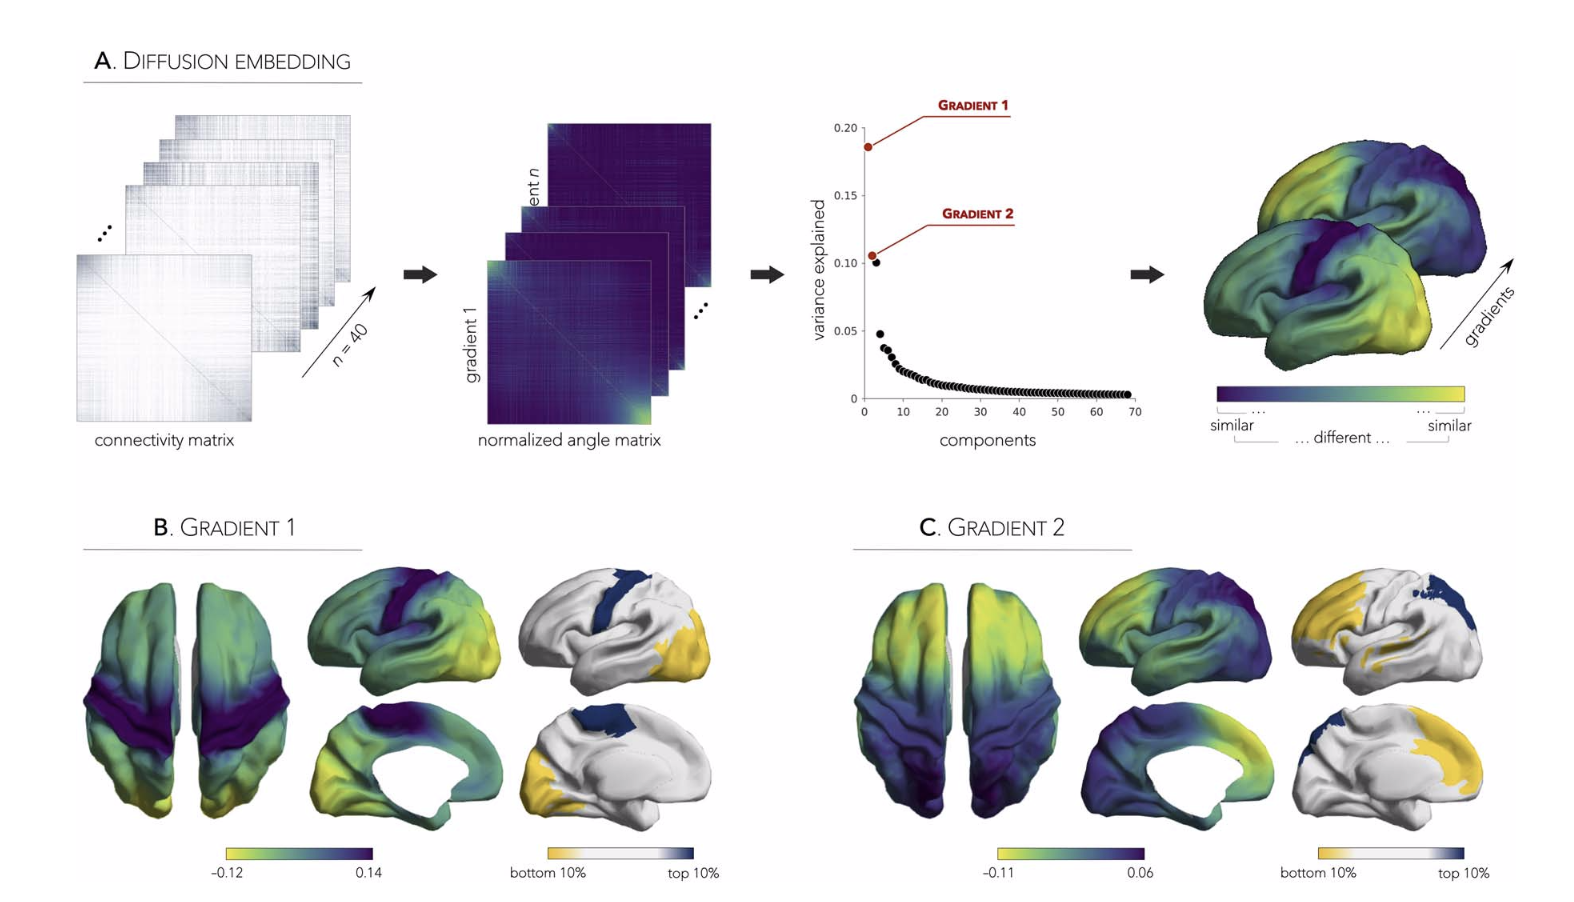 A. DIFFUSION EMBEDDING
n = 40
connectivity matrix
ent n
gradient 1
normalized angle matrix
GRADIENT 1
GRADIENT 2
variance explained
0.20
0.15
0.10
0.05
0
0 10 20 30 40 50 60 70
components
gradients
... ...
similar similar
... different ...
B. GRADIENT 1
-0.12 0.14
bottom 10% top 10%
C. GRADIENT 2
-0.11 0.06
bottom 10% top 10%